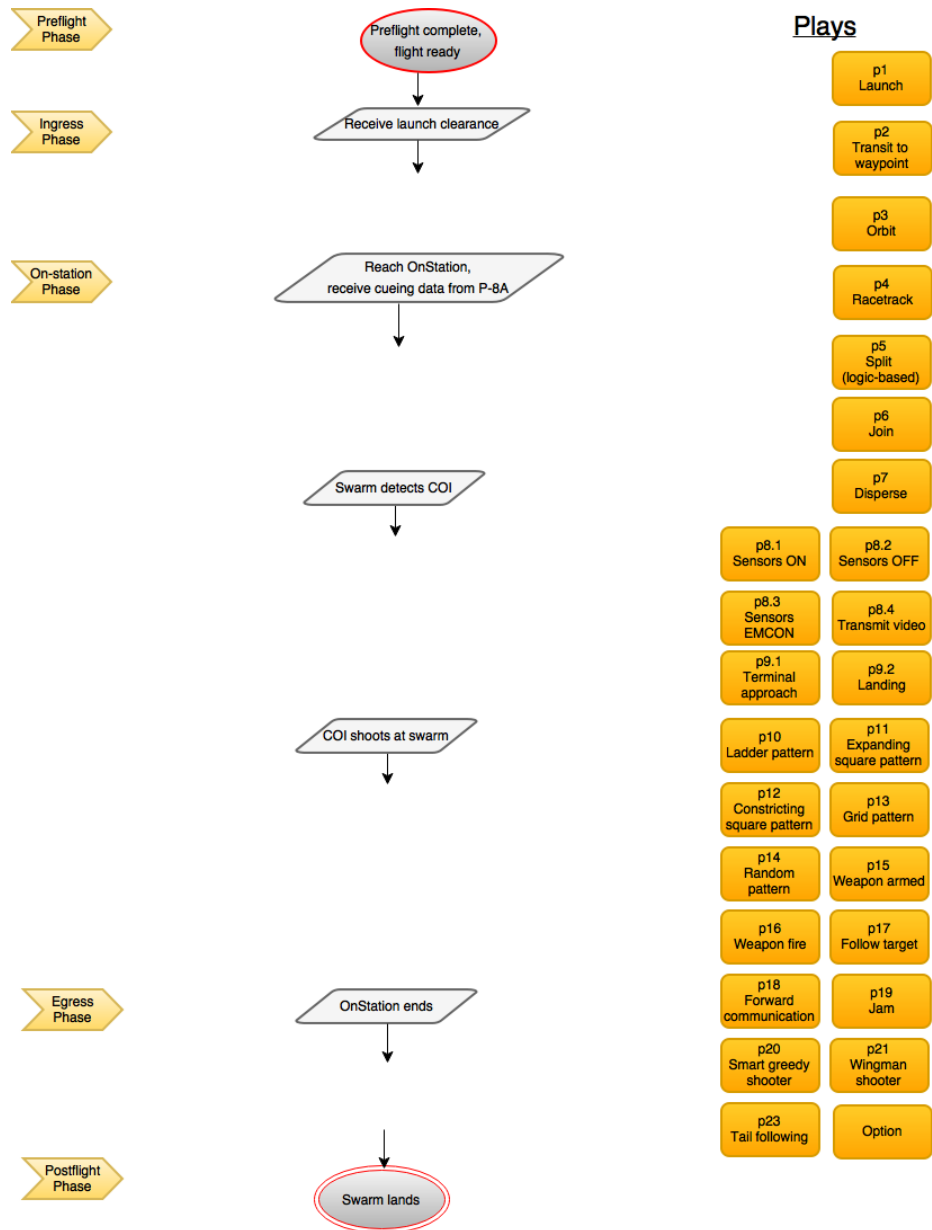 Preflight
Phase
Preflight complete,
flight ready
Plays
p1
Launch
Ingress
Phase
Receive launch clearance
p2
Transit to
waypoint
p3
Orbit
On-station
Phase
Reach OnStation,
receive cueing data from P-8A
p4
Racetrack
p5
Split
(logic-based)
p6
Join
Swarm detects COI
p7
Disperse
p8.1
Sensors ON
p8.2
Sensors OFF
p8.3
Sensors
EMCON
p8.4
Transmit video
p9.1
Terminal
approach
p9.2
Landing
COI shoots at swarm
p10
Ladder pattern
p11
Expanding
square pattern
p12
Constricting
square pattern
p13
Grid pattern
p14
Random
pattern
p15
Weapon armed
p16
Weapon fire
p17
Follow target
Egress
Phase
OnStation ends
p18
Forward
communication
p19
Jam
p20
Smart greedy
shooter
p21
Wingman
shooter
p23
Tail following
Option
Postflight
Phase
Swarm lands